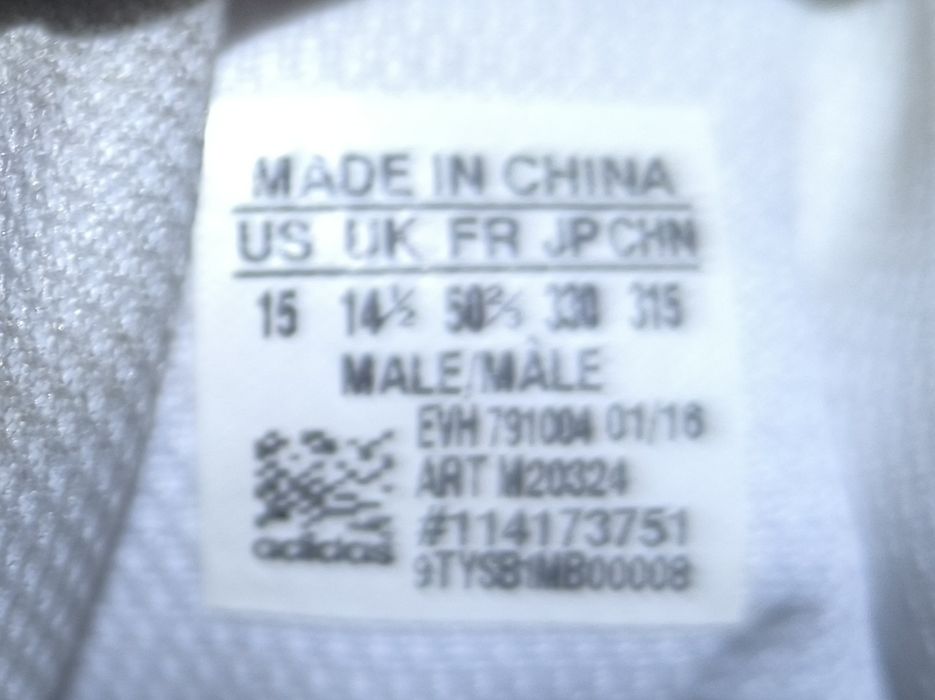 MADE IN CHINA
US UK FR JP CHN
15 14½ 50⅔ 330 315
MALE/MÀLE
EVH 791004 01/16
ART M20324
#114173751
9TYSB1MB00008
adidas